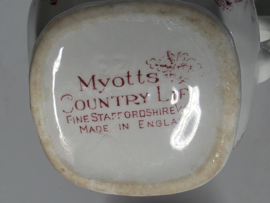 Myotts
COUNTRY LIF
FINE STAFFORDSHIRE W
MADE IN ENGLA